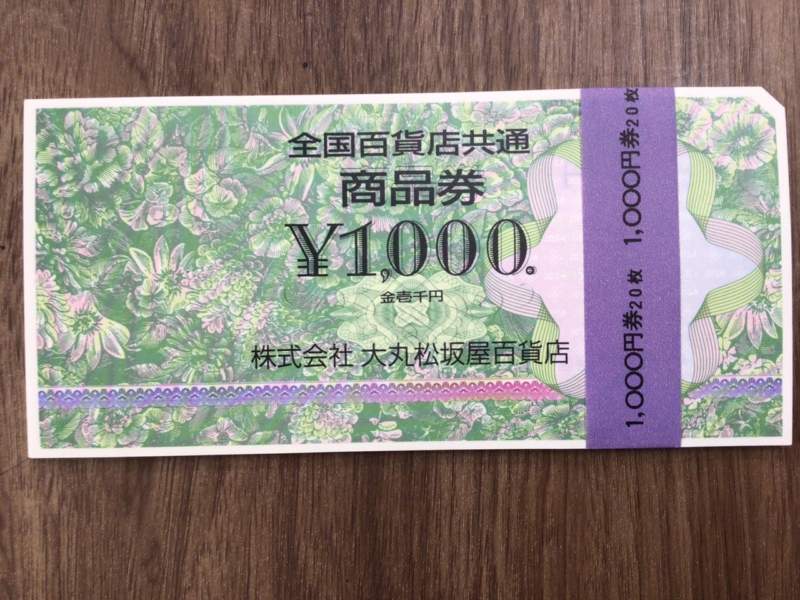 全国百貨店共通
商品券
¥1,000.
金壱千円
株式会社 大丸松坂屋百貨店
1,000円券20枚 1,000円券20枚